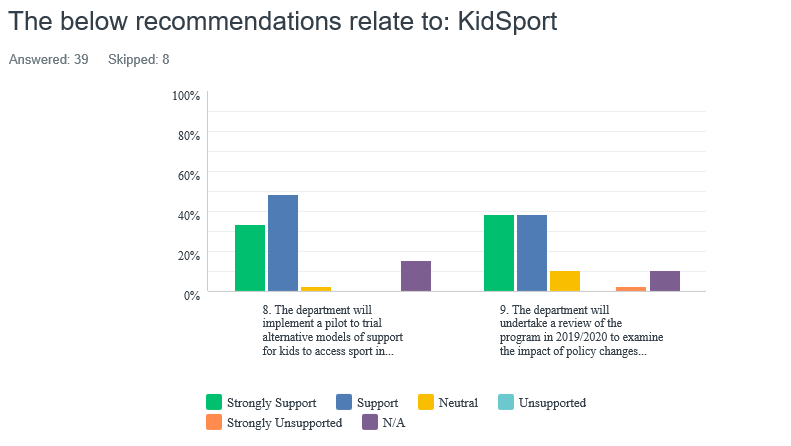 The below recommendations relate to: KidSport
Answered: 39 Skipped: 8
100%
80%
60%
40%
20%
0%
8. The department will
implement a pilot to trial
alternative models of support
for kids to access sport in...
9. The department will
undertake a review of the
program in 2019/2020 to examine
the impact of policy changes...
Strongly Support Support Neutral Unsupported
Strongly Unsupported N/A